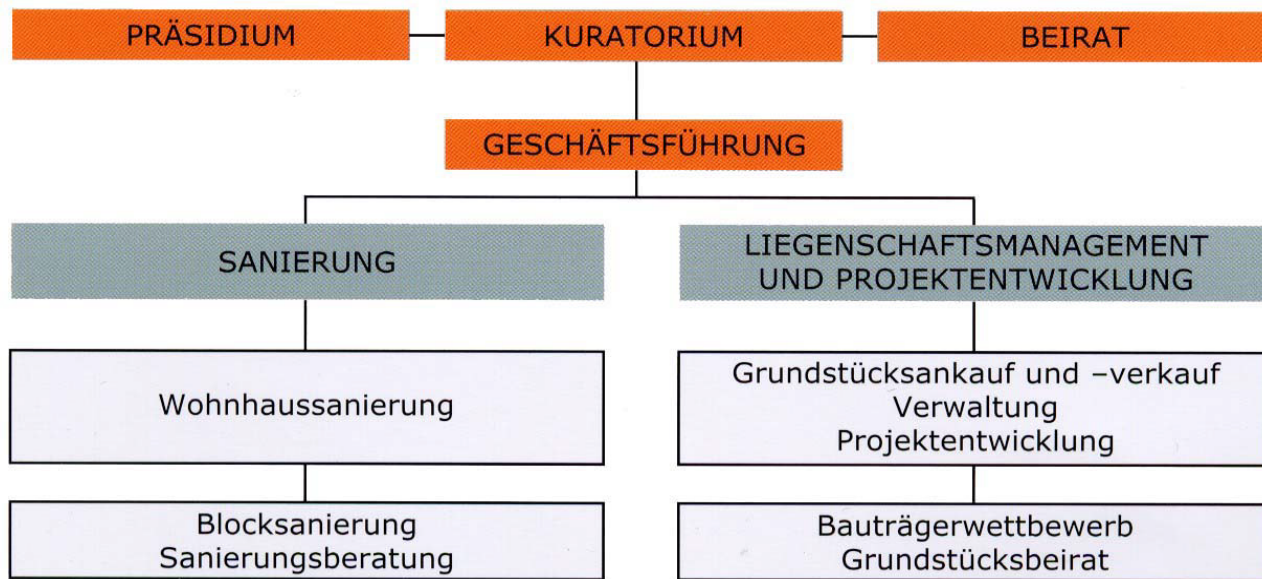 PRÄSIDIUM
KURATORIUM
BEIRAT
GESCHÄFTSFÜHRUNG
SANIERUNG
LIEGENSCHAFTSMANAGEMENT
UND PROJEKTENTWICKLUNG
Wohnhaussanierung
Grundstücksankauf und –verkauf
Verwaltung
Projektentwicklung
Blocksanierung
Sanierungsberatung
Bauträgerwettbewerb
Grundstücksbeirat